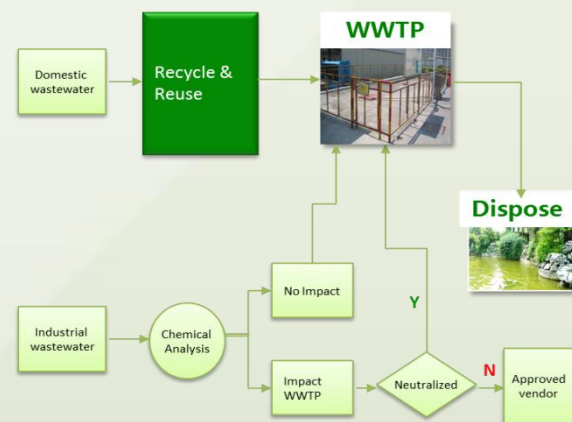 WWTP
Domestic
wastewater
Recycle &
Reuse
Dispose
No Impact
Industrial
wastewater
Chemical
Analysis
Y
Impact
WWTP
Neutralized
N
Approved
vendor